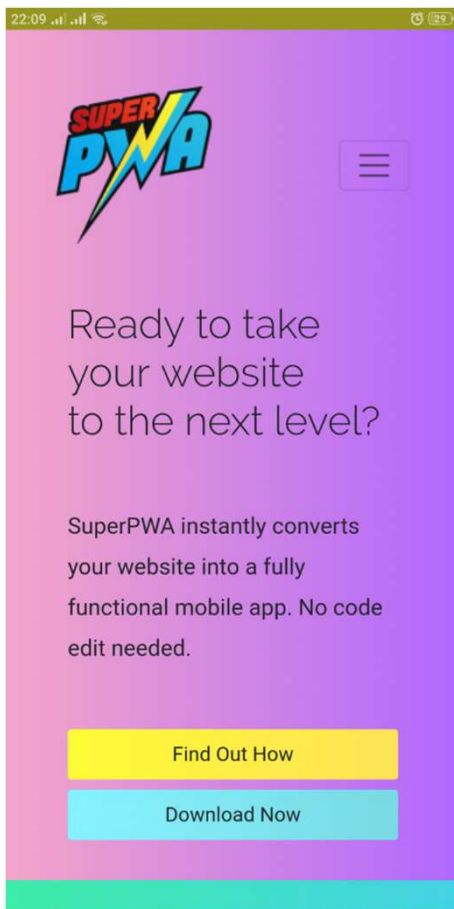 22:09
29
SUPER
PWA
Ready to take
your website
to the next level?
SuperPWA instantly converts
your website into a fully
functional mobile app. No code
edit needed.
Find Out How
Download Now